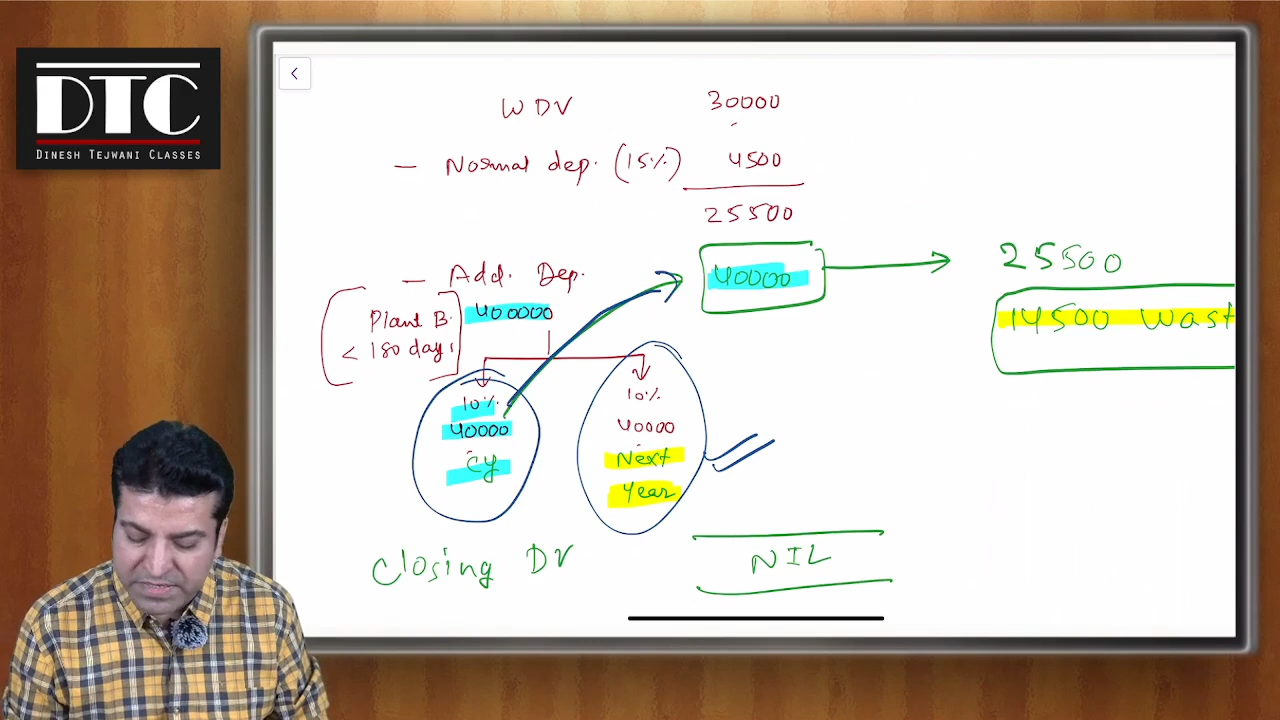 DTC
DINESH TEJWANI CLASSES
WDV 30000
- Normal dep. (15%) 4500
25500
- Add. Dep. 40000 → 25500
14500 Wast
400000
Plant B.
< 180 days
10% 10%
40000 40000
CY Next
Year
Closing DV NIL